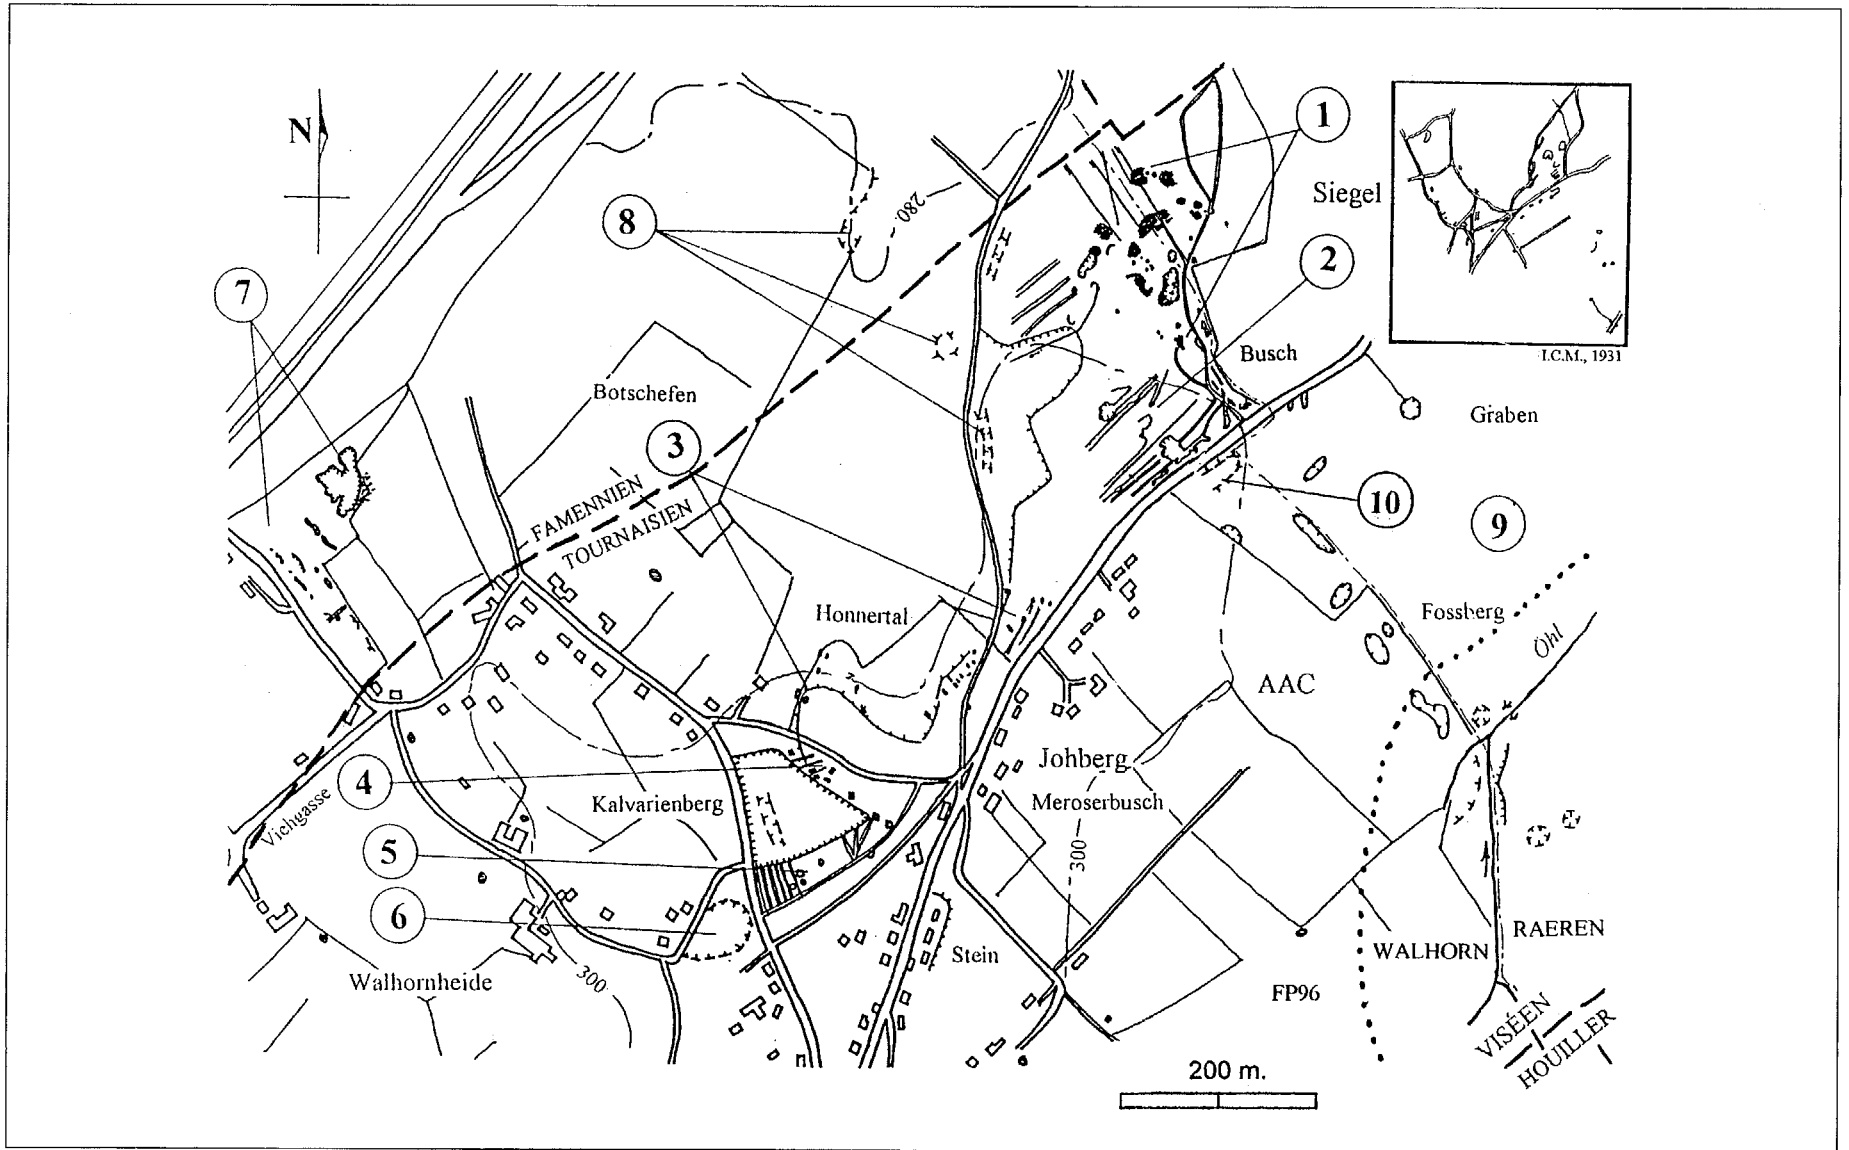 N
1
Siegel
280
8
2
7
I.C.M., 1931
Busch
Botschefen
Graben
3
FAMENNIEN
TOURNAISIEN
10
9
Honnertal
Fossberg
Öhl
AAC
Johberg
4
Kalvarienberg
Meroserbusch
Vichgasse
5
300
6
RAEREN
WALHORN
Stein
Walhornheide
300
FP96
VISÉEN
HOUILLER
200 m.